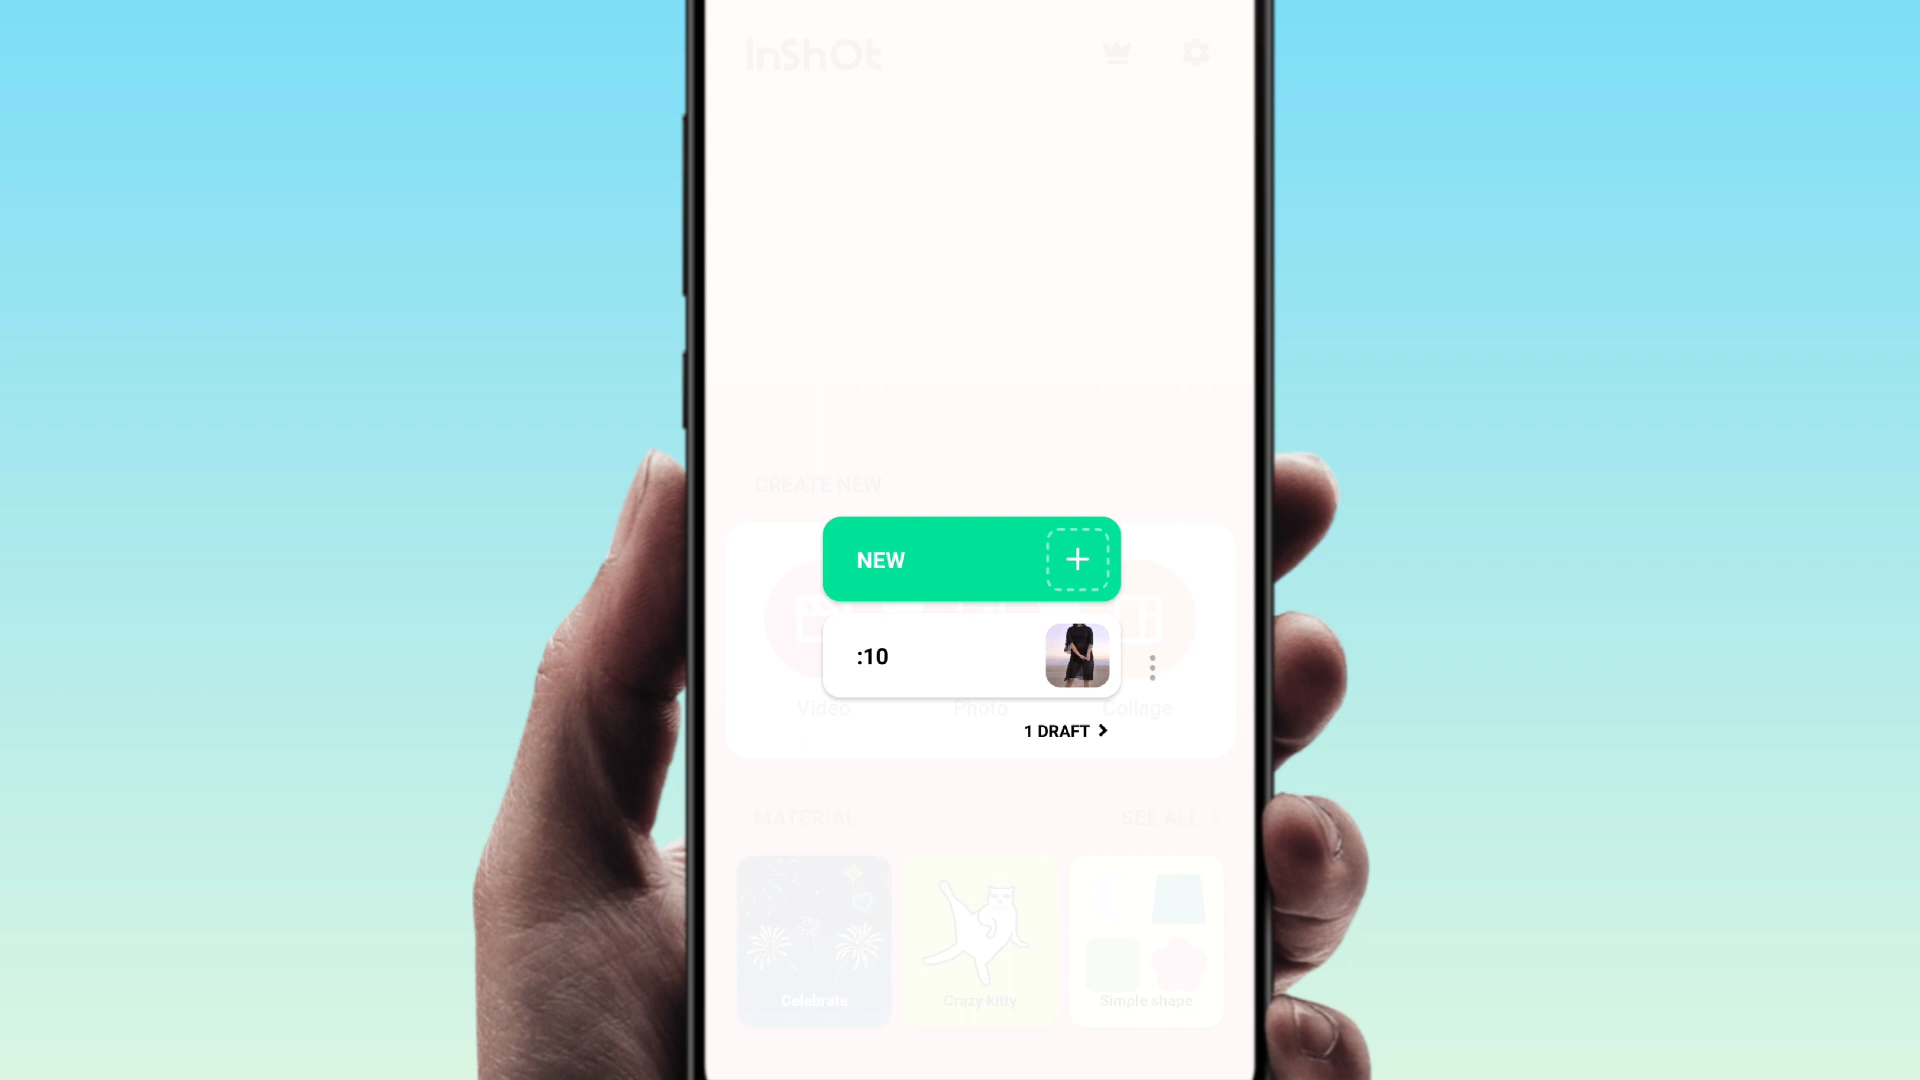 InShOt
CREATE NEW
NEW
:10
Video
Photo
Collage
1 DRAFT
MATERIAL
SEE ALL
Celebrate
Crazy kitty
Simple shape